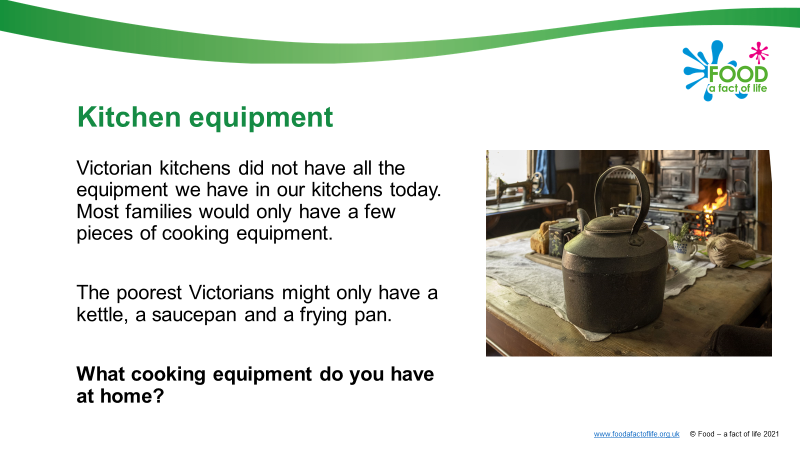 FOOD
a fact of life
Kitchen equipment
Victorian kitchens did not have all the
equipment we have in our kitchens today.
Most families would only have a few
pieces of cooking equipment.
The poorest Victorians might only have a
kettle, a saucepan and a frying pan.
What cooking equipment do you have
at home?
www.foodafactoflife.org.uk © Food – a fact of life 2021